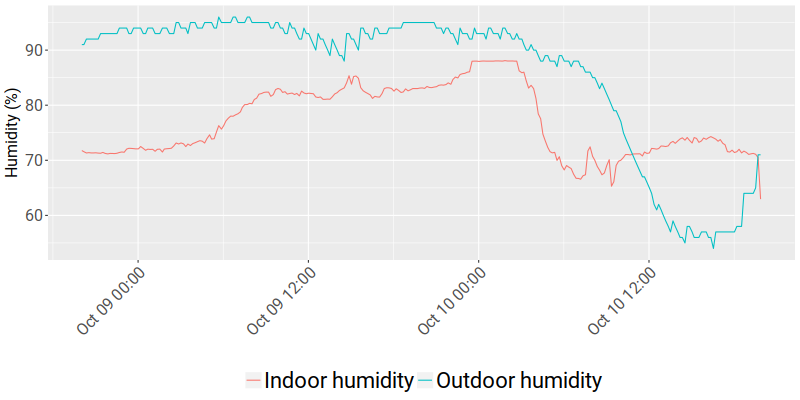 Humidity (%)
90
80
70
60
Oct 09 00:00
Oct 09 12:00
Oct 10 00:00
Oct 10 12:00
Indoor humidity Outdoor humidity